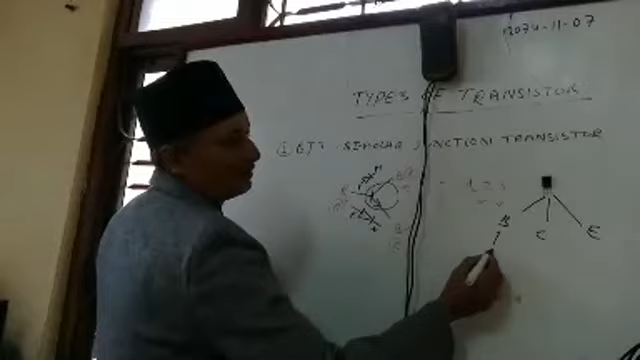 2074-11-07
TYPES OF TRANSISTOR
① BJT BIPOLAR JUNCTION TRANSISTOR
B C E